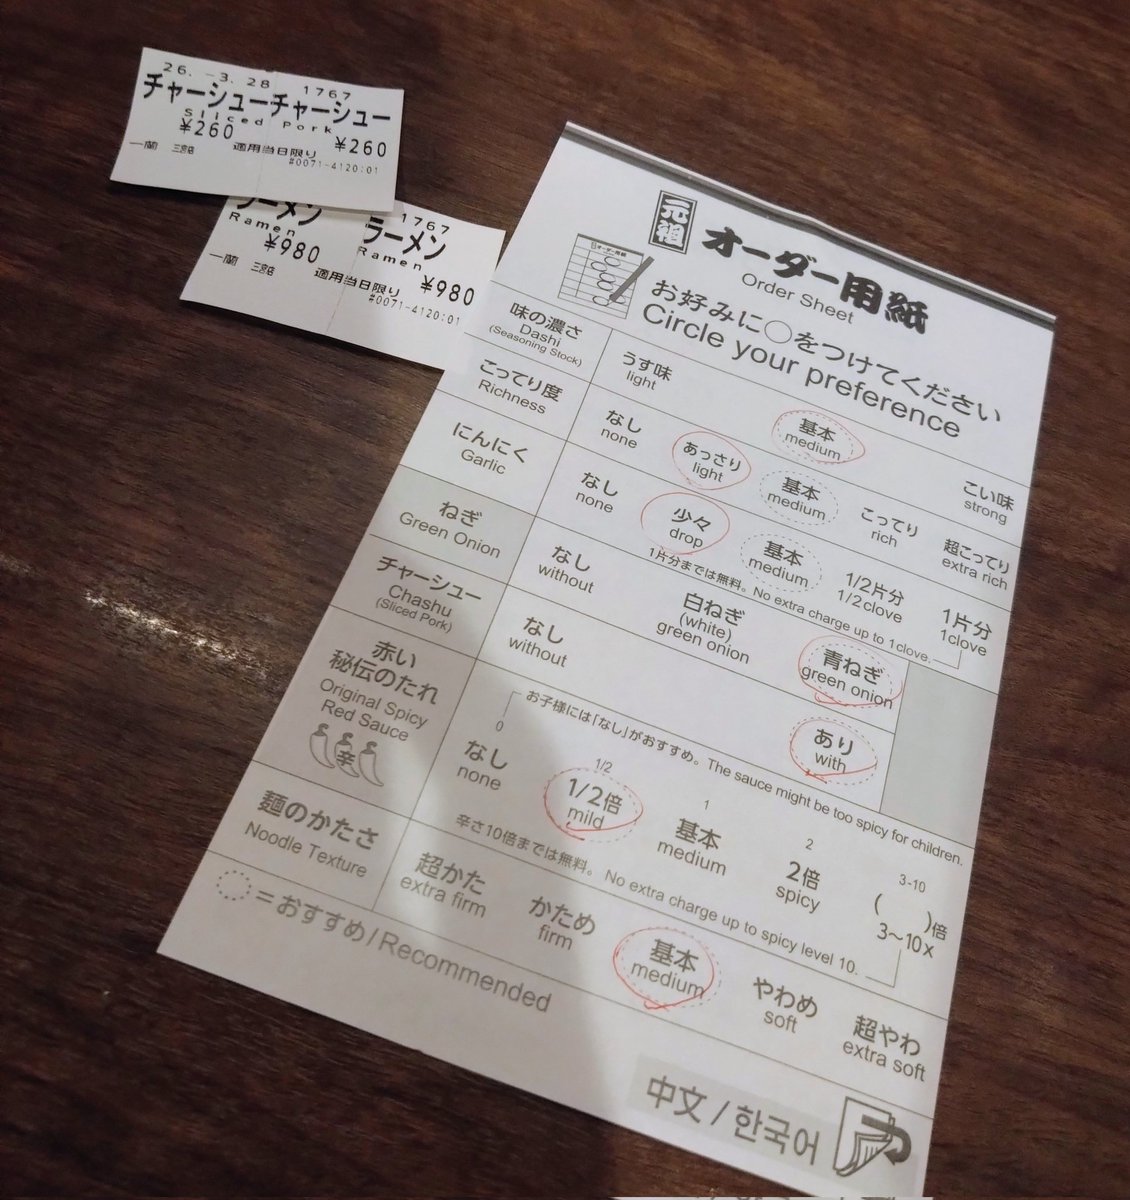 26. -3. 28 1767
チャーシューチャーシュー
Sliced Pork
¥260 ¥260
一蘭 適用当日限り
#0071-4120:01
ラーメン 1767
Ramen ラーメン
¥980 Ramen
¥980
一蘭 適用当日限り
#0071-4120:01
元祖 オーダー用紙
Order Sheet
オーダー用紙
お好みに○をつけてください
Circle your preference
味の濃さ
Dashi
(Seasoning Stock)
うす味
light
基本
medium
こい味
strong
こってり度
Richness
なし
none
あっさり
light
基本
medium
こってり
rich
超こってり
extra rich
にんにく
Garlic
なし
none
少々
drop
基本
medium
1/2片分
1/2clove
1片分
1clove
1片分までは無料。No extra charge up to 1clove.
ねぎ
Green Onion
なし
without
白ねぎ
(white)
green onion
青ねぎ
green onion
チャーシュー
Chashu
(Sliced Pork)
なし
without
あり
with
赤い
秘伝のたれ
Original Spicy
Red Sauce
辛
お子様には「なし」がおすすめ。The sauce might be too spicy for children.
0
なし
none
1/2
1/2倍
mild
1
基本
medium
2
2倍
spicy
3-10
( )倍
3〜10x
辛さ10倍までは無料。 No extra charge up to spicy level 10.
麺のかたさ
Noodle Texture
超かた
extra firm
かため
firm
基本
medium
やわめ
soft
超やわ
extra soft
=おすすめ/Recommended
中文/한국어